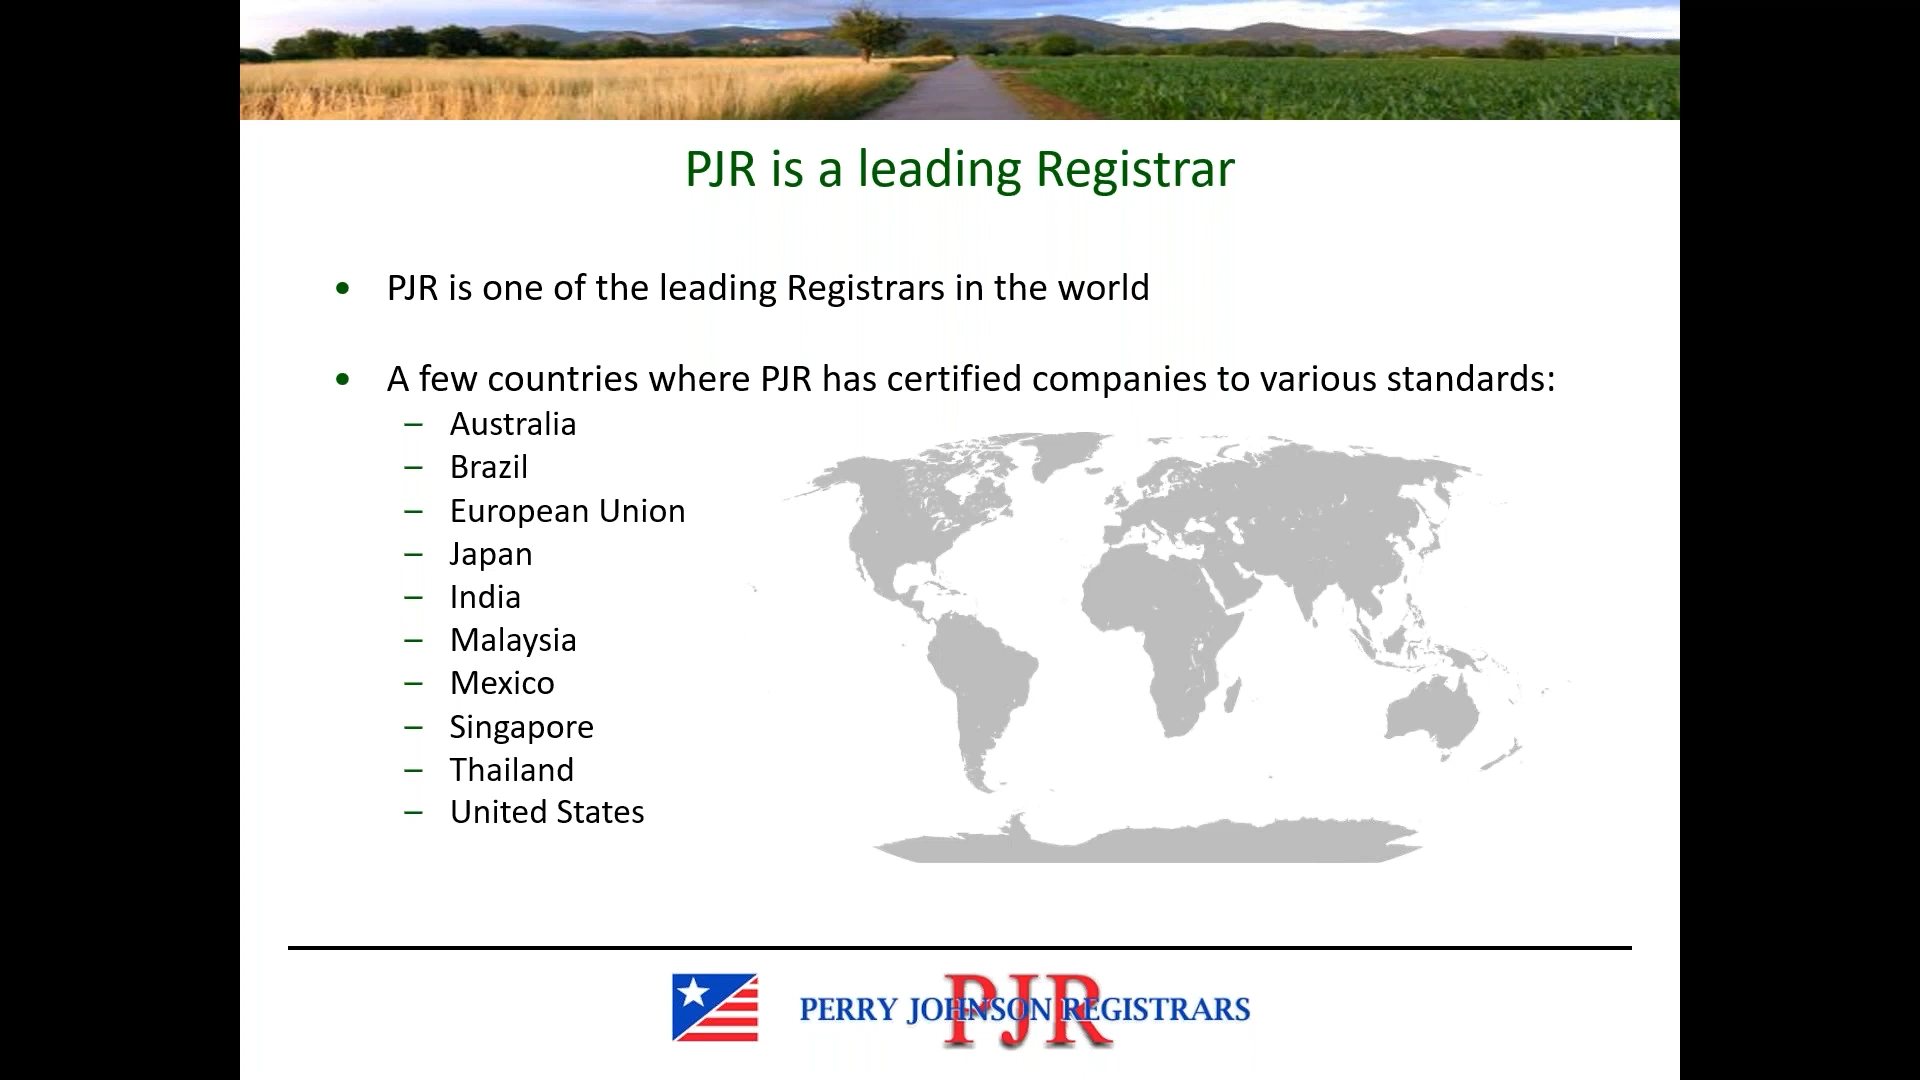 PJR is a leading Registrar
• PJR is one of the leading Registrars in the world
• A few countries where PJR has certified companies to various standards:
– Australia
– Brazil
– European Union
– Japan
– India
– Malaysia
– Mexico
– Singapore
– Thailand
– United States
PJR
PERRY JOHNSON REGISTRARS